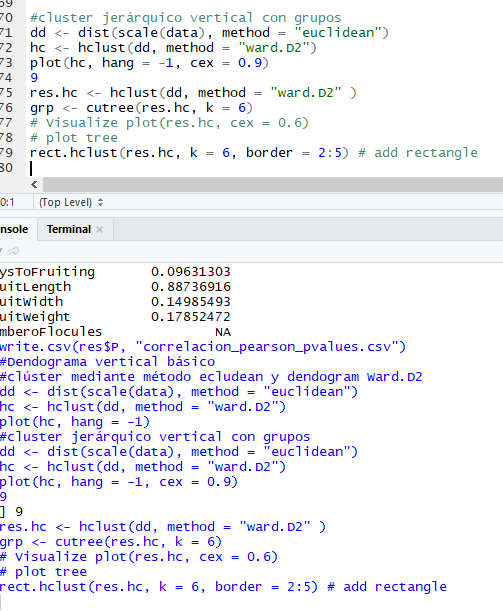 69
70 #cluster jerárquico vertical con grupos
71 dd <- dist(scale(data), method = "euclidean")
72 hc <- hclust(dd, method = "ward.D2")
73 plot(hc, hang = -1, cex = 0.9)
74 9
75 res.hc <- hclust(dd, method = "ward.D2" )
76 grp <- cutree(res.hc, k = 6)
77 # Visualize plot(res.hc, cex = 0.6)
78 # plot tree
79 rect.hclust(res.hc, k = 6, border = 2:5) # add rectangle
80
0:1 (Top Level)
nsole Terminal
ysToFruiting 0.09631303
uitLength 0.88736916
uitWidth 0.14985493
uitWeight 0.17852472
mberoFlocules NA
write.csv(res$P, "correlacion_pearson_pvalues.csv")
#Dendograma vertical básico
#clúster mediante método ecludean y dendogram Ward.D2
dd <- dist(scale(data), method = "euclidean")
hc <- hclust(dd, method = "ward.D2")
plot(hc, hang = -1)
#cluster jerárquico vertical con grupos
dd <- dist(scale(data), method = "euclidean")
hc <- hclust(dd, method = "ward.D2")
plot(hc, hang = -1, cex = 0.9)
9
] 9
res.hc <- hclust(dd, method = "ward.D2" )
grp <- cutree(res.hc, k = 6)
# Visualize plot(res.hc, cex = 0.6)
# plot tree
rect.hclust(res.hc, k = 6, border = 2:5) # add rectangle